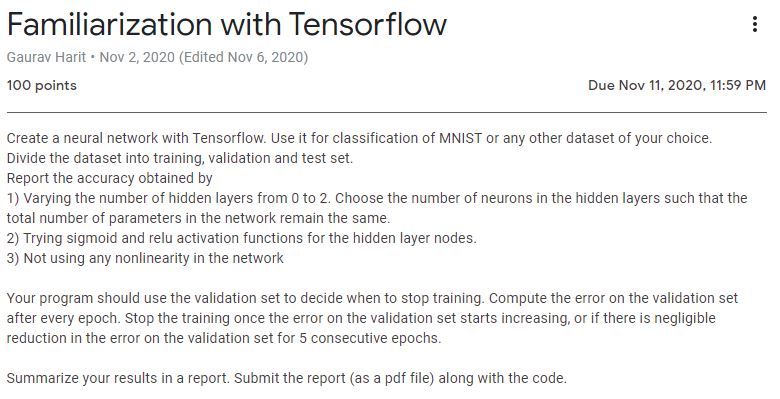 Familiarization with Tensorflow
Gaurav Harit • Nov 2, 2020 (Edited Nov 6, 2020)
100 points
Due Nov 11, 2020, 11:59 PM
Create a neural network with Tensorflow. Use it for classification of MNIST or any other dataset of your choice.
Divide the dataset into training, validation and test set.
Report the accuracy obtained by
1) Varying the number of hidden layers from 0 to 2. Choose the number of neurons in the hidden layers such that the
total number of parameters in the network remain the same.
2) Trying sigmoid and relu activation functions for the hidden layer nodes.
3) Not using any nonlinearity in the network
Your program should use the validation set to decide when to stop training. Compute the error on the validation set
after every epoch. Stop the training once the error on the validation set starts increasing, or if there is negligible
reduction in the error on the validation set for 5 consecutive epochs.
Summarize your results in a report. Submit the report (as a pdf file) along with the code.